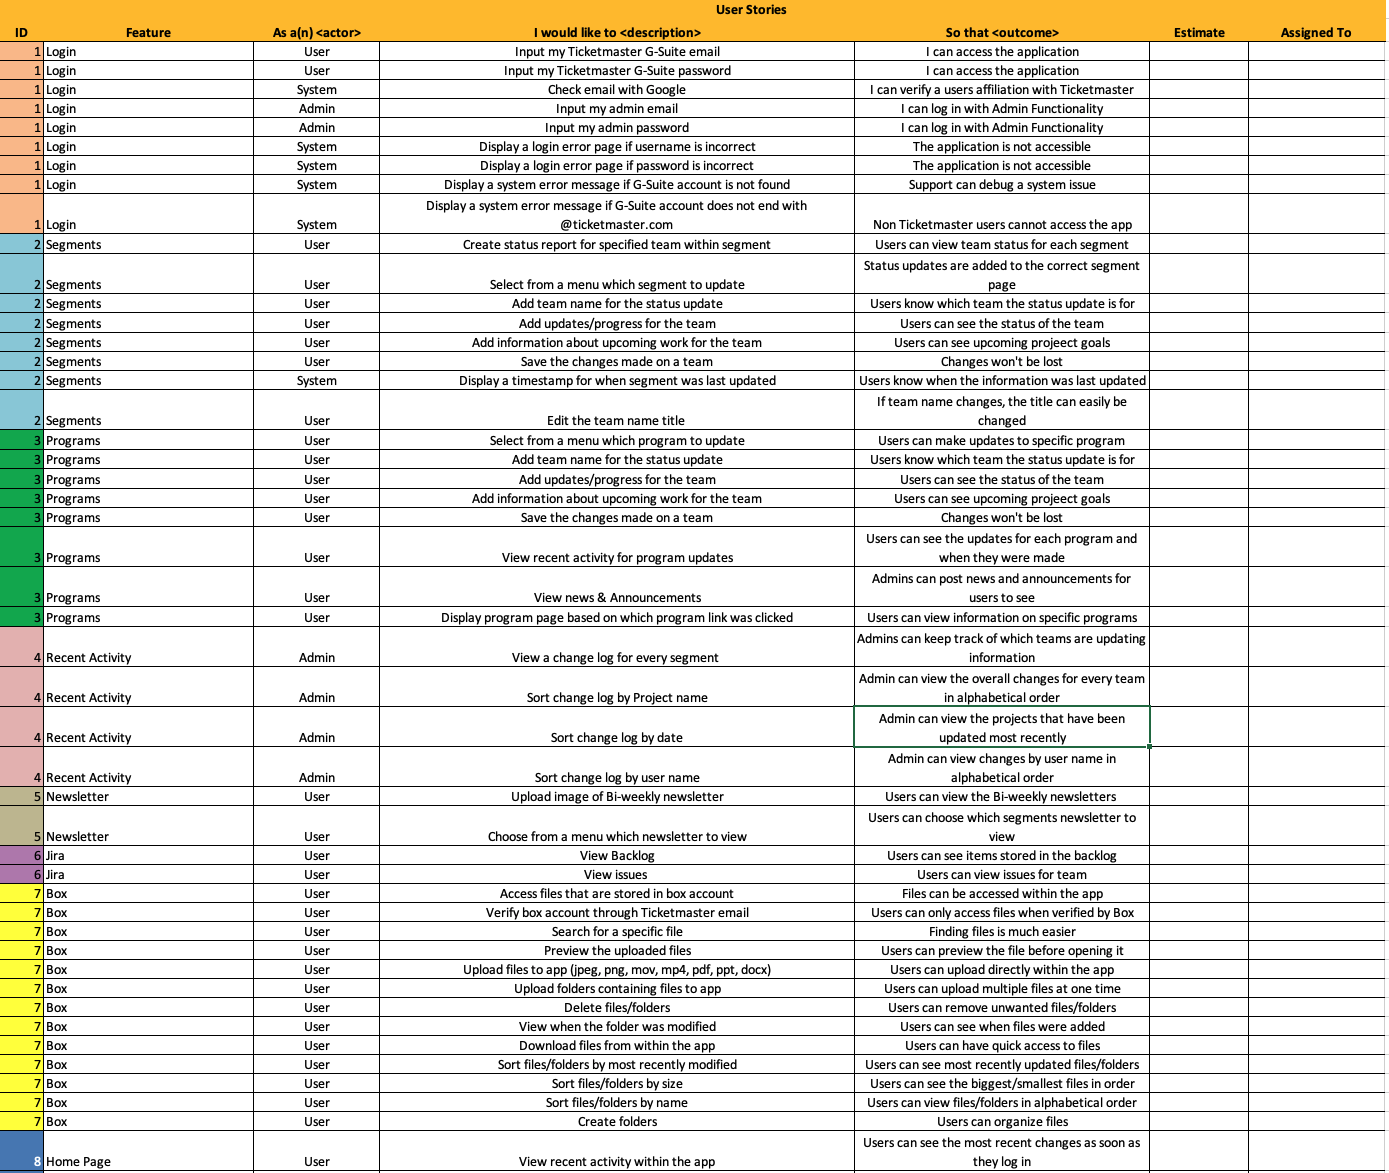 User Stories
ID Feature As a(n) <actor> I would like to <description> So that <outcome> Estimate Assigned To
1 Login User Input my Ticketmaster G-Suite email I can access the application
1 Login User Input my Ticketmaster G-Suite password I can access the application
1 Login System Check email with Google I can verify a users affiliation with Ticketmaster
1 Login Admin Input my admin email I can log in with Admin Functionality
1 Login Admin Input my admin password I can log in with Admin Functionality
1 Login System Display a login error page if username is incorrect The application is not accessible
1 Login System Display a login error page if password is incorrect The application is not accessible
1 Login System Display a system error message if G-Suite account is not found Support can debug a system issue
Display a system error message if G-Suite account does not end with
1 Login System @ticketmaster.com Non Ticketmaster users cannot access the app
2 Segments User Create status report for specified team within segment Users can view team status for each segment
Status updates are added to the correct segment
2 Segments User Select from a menu which segment to update page
2 Segments User Add team name for the status update Users know which team the status update is for
2 Segments User Add updates/progress for the team Users can see the status of the team
2 Segments User Add information about upcoming work for the team Users can see upcoming projeect goals
2 Segments User Save the changes made on a team Changes won't be lost
2 Segments System Display a timestamp for when segment was last updated Users know when the information was last updated
If team name changes, the title can easily be
2 Segments User Edit the team name title changed
3 Programs User Select from a menu which program to update Users can make updates to specific program
3 Programs User Add team name for the status update Users know which team the status update is for
3 Programs User Add updates/progress for the team Users can see the status of the team
3 Programs User Add information about upcoming work for the team Users can see upcoming projeect goals
3 Programs User Save the changes made on a team Changes won't be lost
Users can see the updates for each program and
3 Programs User View recent activity for program updates when they were made
Admins can post news and announcements for
3 Programs User View news & Announcements users to see
3 Programs User Display program page based on which program link was clicked Users can view information on specific programs
Admins can keep track of which teams are updating
4 Recent Activity Admin View a change log for every segment information
Admin can view the overall changes for every team
4 Recent Activity Admin Sort change log by Project name in alphabetical order
Admin can view the projects that have been
4 Recent Activity Admin Sort change log by date updated most recently
Admin can view changes by user name in
4 Recent Activity Admin Sort change log by user name alphabetical order
5 Newsletter User Upload image of Bi-weekly newsletter Users can view the Bi-weekly newsletters
Users can choose which segments newsletter to
5 Newsletter User Choose from a menu which newsletter to view view
6 Jira User View Backlog Users can see items stored in the backlog
6 Jira User View issues Users can view issues for team
7 Box User Access files that are stored in box account Files can be accessed within the app
7 Box User Verify box account through Ticketmaster email Users can only access files when verified by Box
7 Box User Search for a specific file Finding files is much easier
7 Box User Preview the uploaded files Users can preview the file before opening it
7 Box User Upload files to app (jpeg, png, mov, mp4, pdf, ppt, docx) Users can upload directly within the app
7 Box User Upload folders containing files to app Users can upload multiple files at one time
7 Box User Delete files/folders Users can remove unwanted files/folders
7 Box User View when the folder was modified Users can see when files were added
7 Box User Download files from within the app Users can have quick access to files
7 Box User Sort files/folders by most recently modified Users can see most recently updated files/folders
7 Box User Sort files/folders by size Users can see the biggest/smallest files in order
7 Box User Sort files/folders by name Users can view files/folders in alphabetical order
7 Box User Create folders Users can organize files
Users can see the most recent changes as soon as
8 Home Page User View recent activity within the app they log in